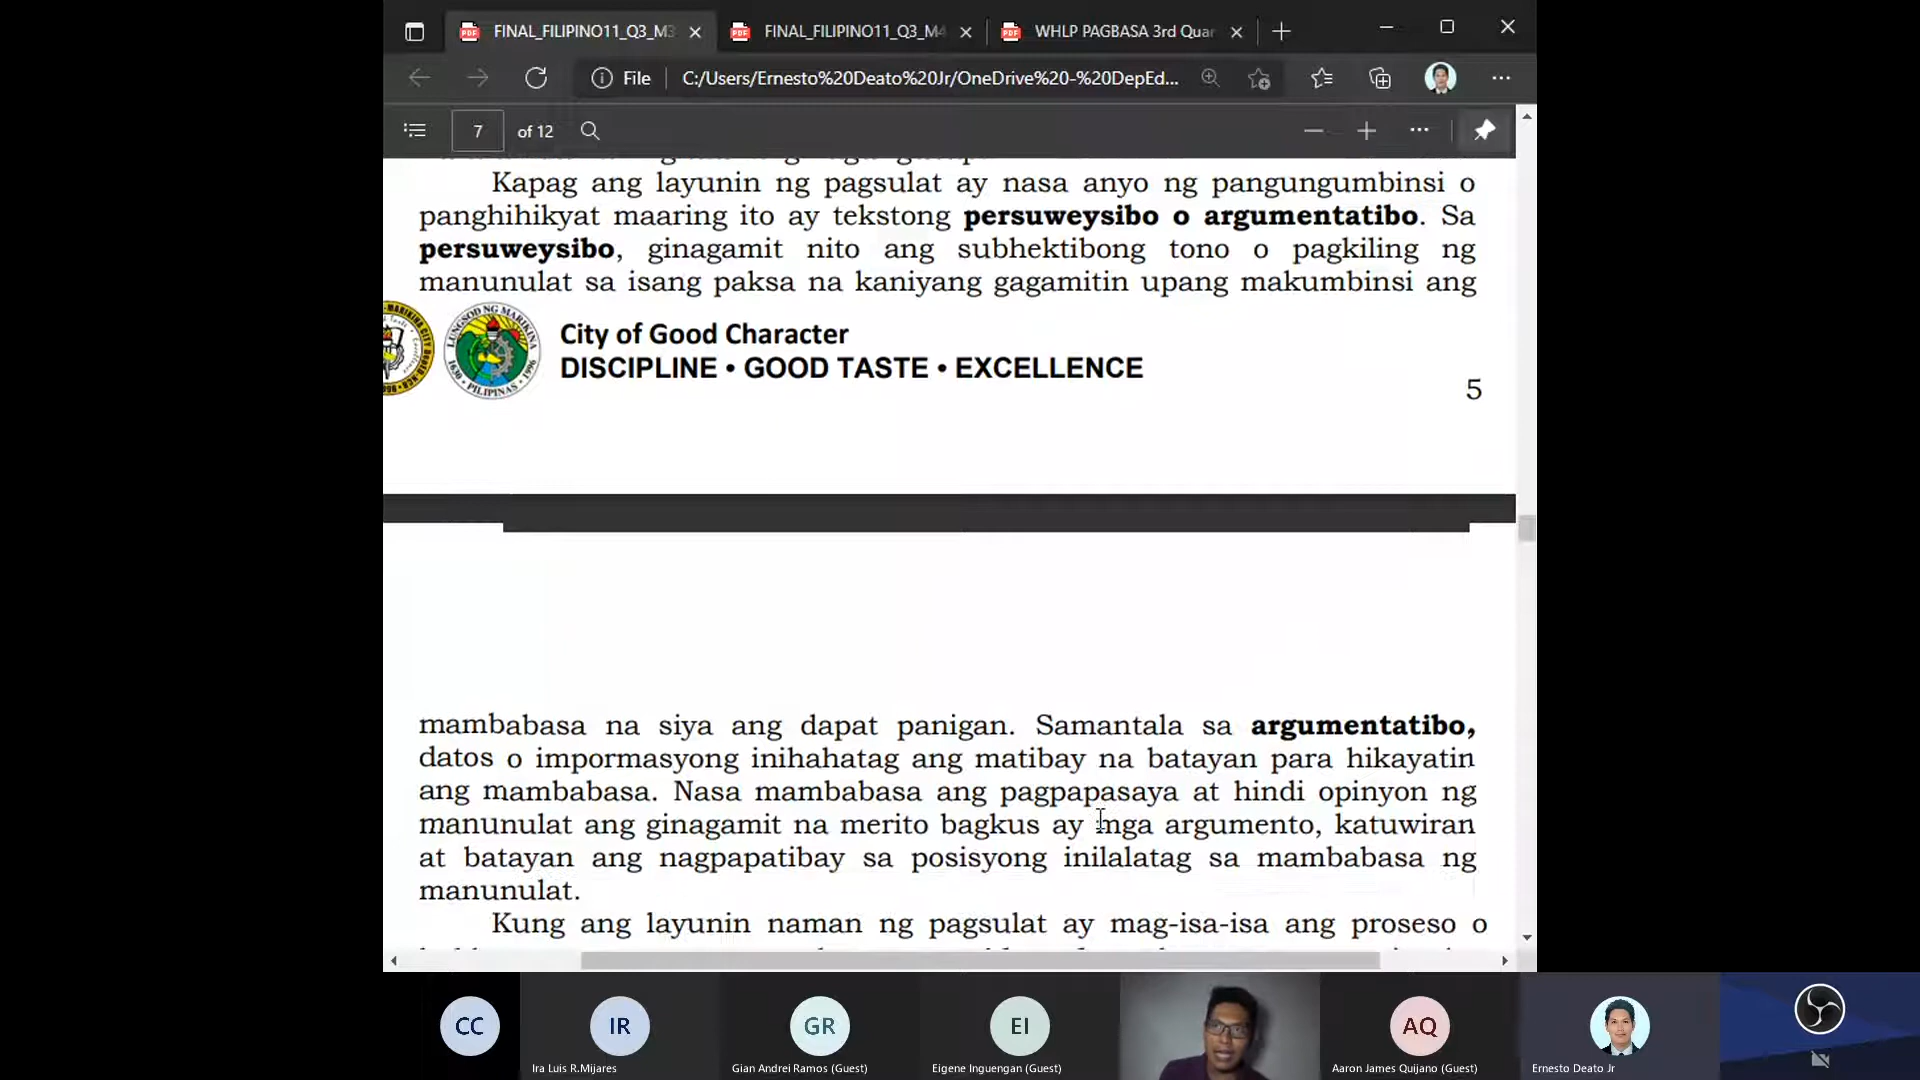 FINAL_FILIPINO11_Q3_M3
FINAL_FILIPINO11_Q3_M4
WHLP PAGBASA 3rd Quar
File
C:/Users/Ernesto%20Deato%20Jr/OneDrive%20-%20DepEd...
7 of 12
Kapag ang layunin ng pagsulat ay nasa anyo ng pangungumbinsi o
panghihikyat maaring ito ay tekstong persuweysibo o argumentatibo. Sa
persuweysibo, ginagamit nito ang subhektibong tono o pagkiling ng
manunulat sa isang paksa na kaniyang gagamitin upang makumbinsi ang
LUNGSOD NG MARIKINA
1630 • PILIPINAS • 1996
City of Good Character
DISCIPLINE • GOOD TASTE • EXCELLENCE
5
mambabasa na siya ang dapat panigan. Samantala sa argumentatibo,
datos o impormasyong inihahatag ang matibay na batayan para hikayatin
ang mambabasa. Nasa mambabasa ang pagpapasaya at hindi opinyon ng
manunulat ang ginagamit na merito bagkus ay mga argumento, katuwiran
at batayan ang nagpapatibay sa posisyong inilalatag sa mambabasa ng
manunulat.
Kung ang layunin naman ng pagsulat ay mag-isa-isa ang proseso o
CC
IR
GR
EI
AQ
Ira Luis R.Mijares
Gian Andrei Ramos (Guest)
Eigene Inguengan (Guest)
Aaron James Quijano (Guest)
Ernesto Deato Jr